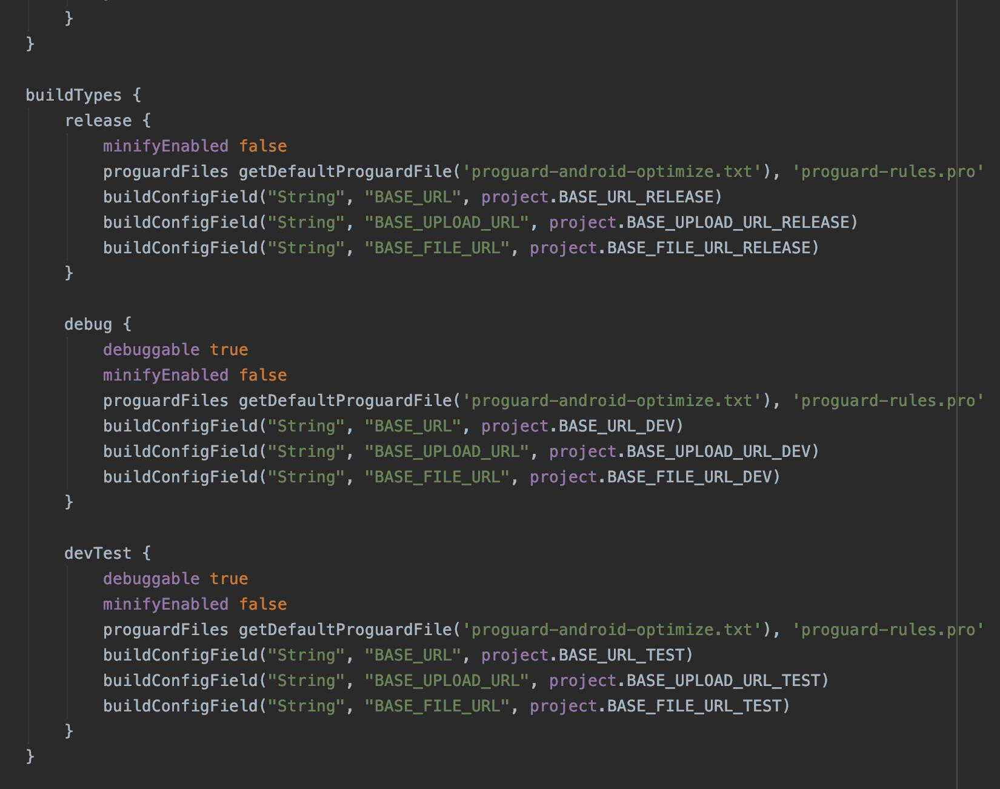 }
}

buildTypes {
    release {
        minifyEnabled false
        proguardFiles getDefaultProguardFile('proguard-android-optimize.txt'), 'proguard-rules.pro'
        buildConfigField("String", "BASE_URL", project.BASE_URL_RELEASE)
        buildConfigField("String", "BASE_UPLOAD_URL", project.BASE_UPLOAD_URL_RELEASE)
        buildConfigField("String", "BASE_FILE_URL", project.BASE_FILE_URL_RELEASE)
    }

    debug {
        debuggable true
        minifyEnabled false
        proguardFiles getDefaultProguardFile('proguard-android-optimize.txt'), 'proguard-rules.pro'
        buildConfigField("String", "BASE_URL", project.BASE_URL_DEV)
        buildConfigField("String", "BASE_UPLOAD_URL", project.BASE_UPLOAD_URL_DEV)
        buildConfigField("String", "BASE_FILE_URL", project.BASE_FILE_URL_DEV)
    }

    devTest {
        debuggable true
        minifyEnabled false
        proguardFiles getDefaultProguardFile('proguard-android-optimize.txt'), 'proguard-rules.pro'
        buildConfigField("String", "BASE_URL", project.BASE_URL_TEST)
        buildConfigField("String", "BASE_UPLOAD_URL", project.BASE_UPLOAD_URL_TEST)
        buildConfigField("String", "BASE_FILE_URL", project.BASE_FILE_URL_TEST)
    }
}